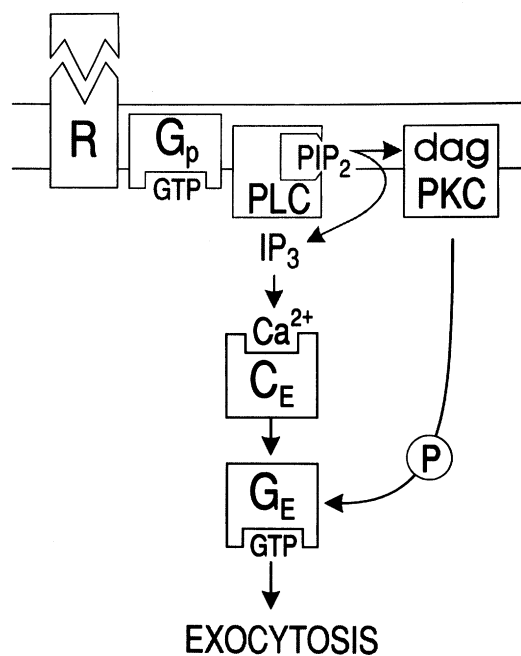 R
Gp
GTP
PLC
PIP2
dag
PKC
IP3
Ca2+
CE
P
GE
GTP
EXOCYTOSIS